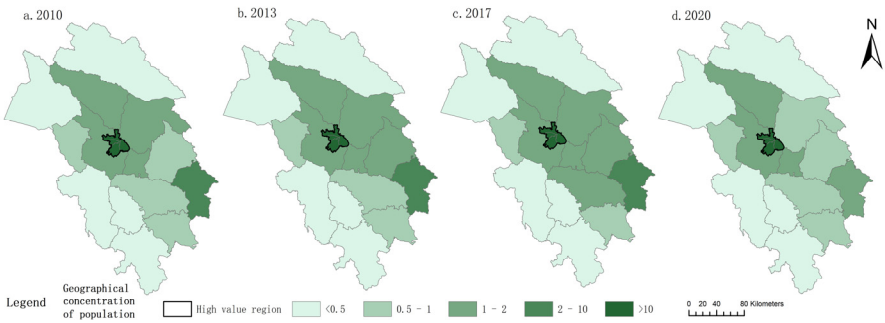 a. 2010
b. 2013
c. 2017
d. 2020
N
Legend
Geographical
concentration
of population
High value region
<0.5
0.5 - 1
1 - 2
2 - 10
>10
0 20 40 80 Kilometers